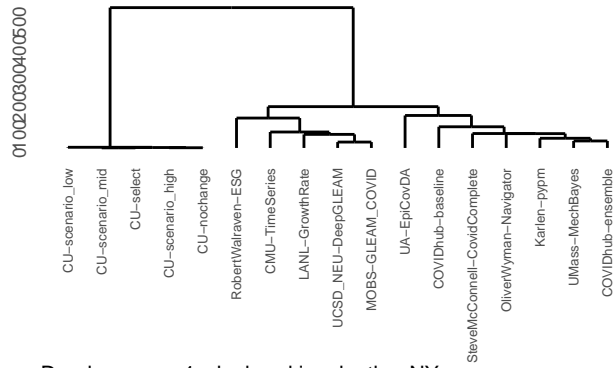 0100200300400500
CU-scenario_low
CU-scenario_mid
CU-select
CU-scenario_high
CU-nochange
RobertWalraven-ESG
CMU-TimeSeries
LANL-GrowthRate
UCSD_NEU-DeepGLEAM
MOBS-GLEAM_COVID
UA-EpiCovDA
COVIDhub-baseline
SteveMcConnell-CovidComplete
OliverWyman-Navigator
Karlen-pypm
UMass-MechBayes
COVIDhub-ensemble